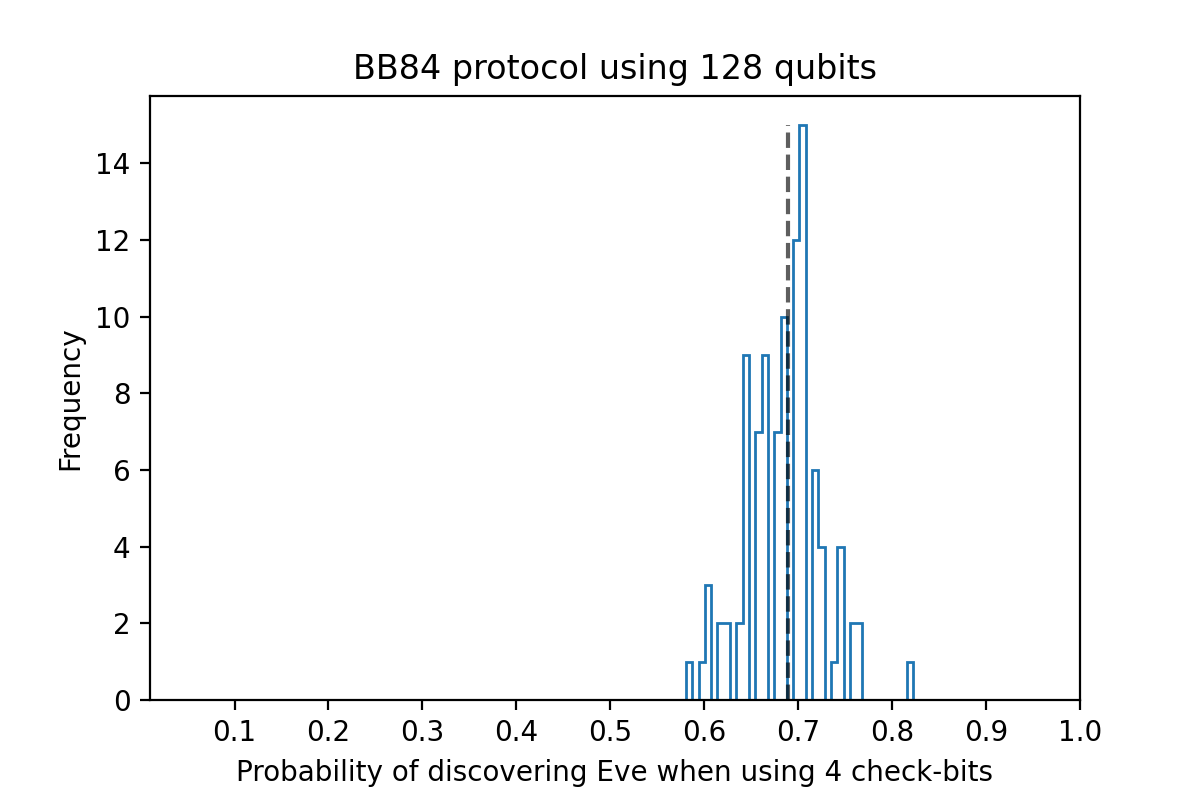 BB84 protocol using 128 qubits
Frequency
14
12
10
8
6
4
2
0
0.1 0.2 0.3 0.4 0.5 0.6 0.7 0.8 0.9 1.0
Probability of discovering Eve when using 4 check-bits